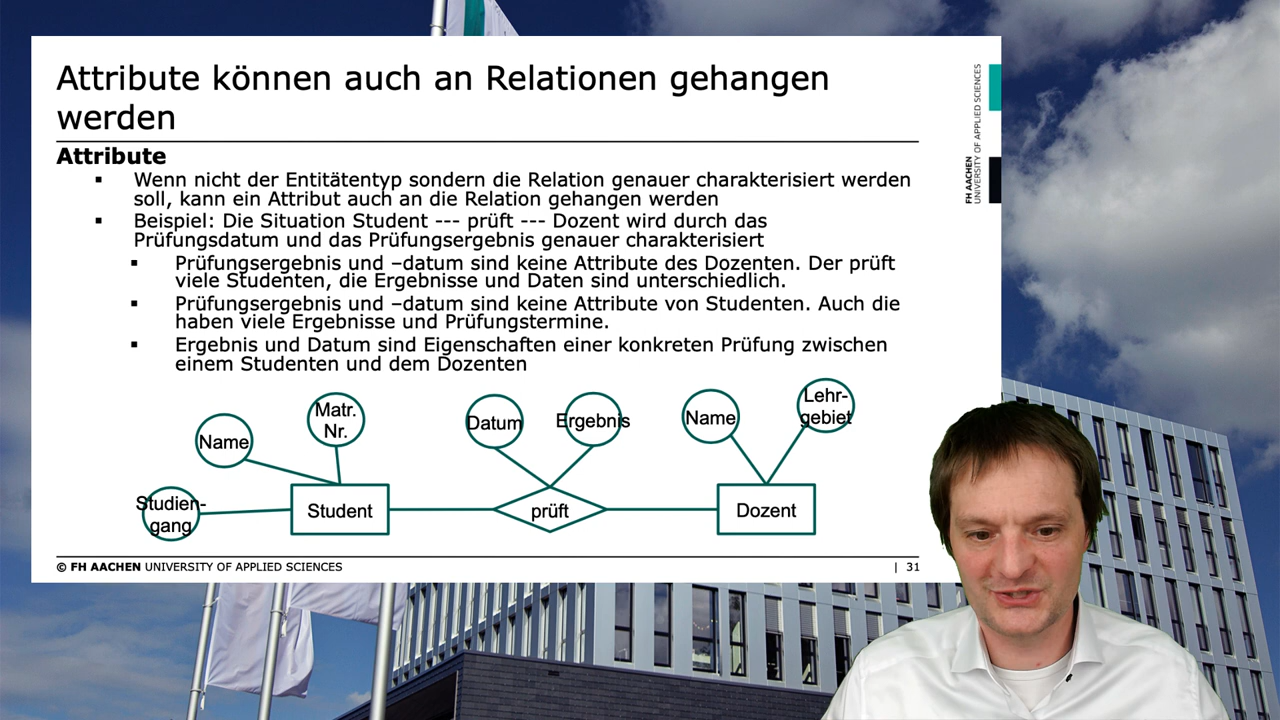 Attribute können auch an Relationen gehangen
werden
FH AACHEN
UNIVERSITY OF APPLIED SCIENCES
Attribute
Wenn nicht der Entitätentyp sondern die Relation genauer charakterisiert werden
soll, kann ein Attribut auch an die Relation gehangen werden
Beispiel: Die Situation Student --- prüft --- Dozent wird durch das
Prüfungsdatum und das Prüfungsergebnis genauer charakterisiert
Prüfungsergebnis und –datum sind keine Attribute des Dozenten. Der prüft
viele Studenten, die Ergebnisse und Daten sind unterschiedlich.
Prüfungsergebnis und –datum sind keine Attribute von Studenten. Auch die
haben viele Ergebnisse und Prüfungstermine.
Ergebnis und Datum sind Eigenschaften einer konkreten Prüfung zwischen
einem Studenten und dem Dozenten
Name
Matr.
Nr.
Datum
Ergebnis
Name
Lehr-
gebiet
Studien-
gang
Student
prüft
Dozent
© FH AACHEN UNIVERSITY OF APPLIED SCIENCES
| 31